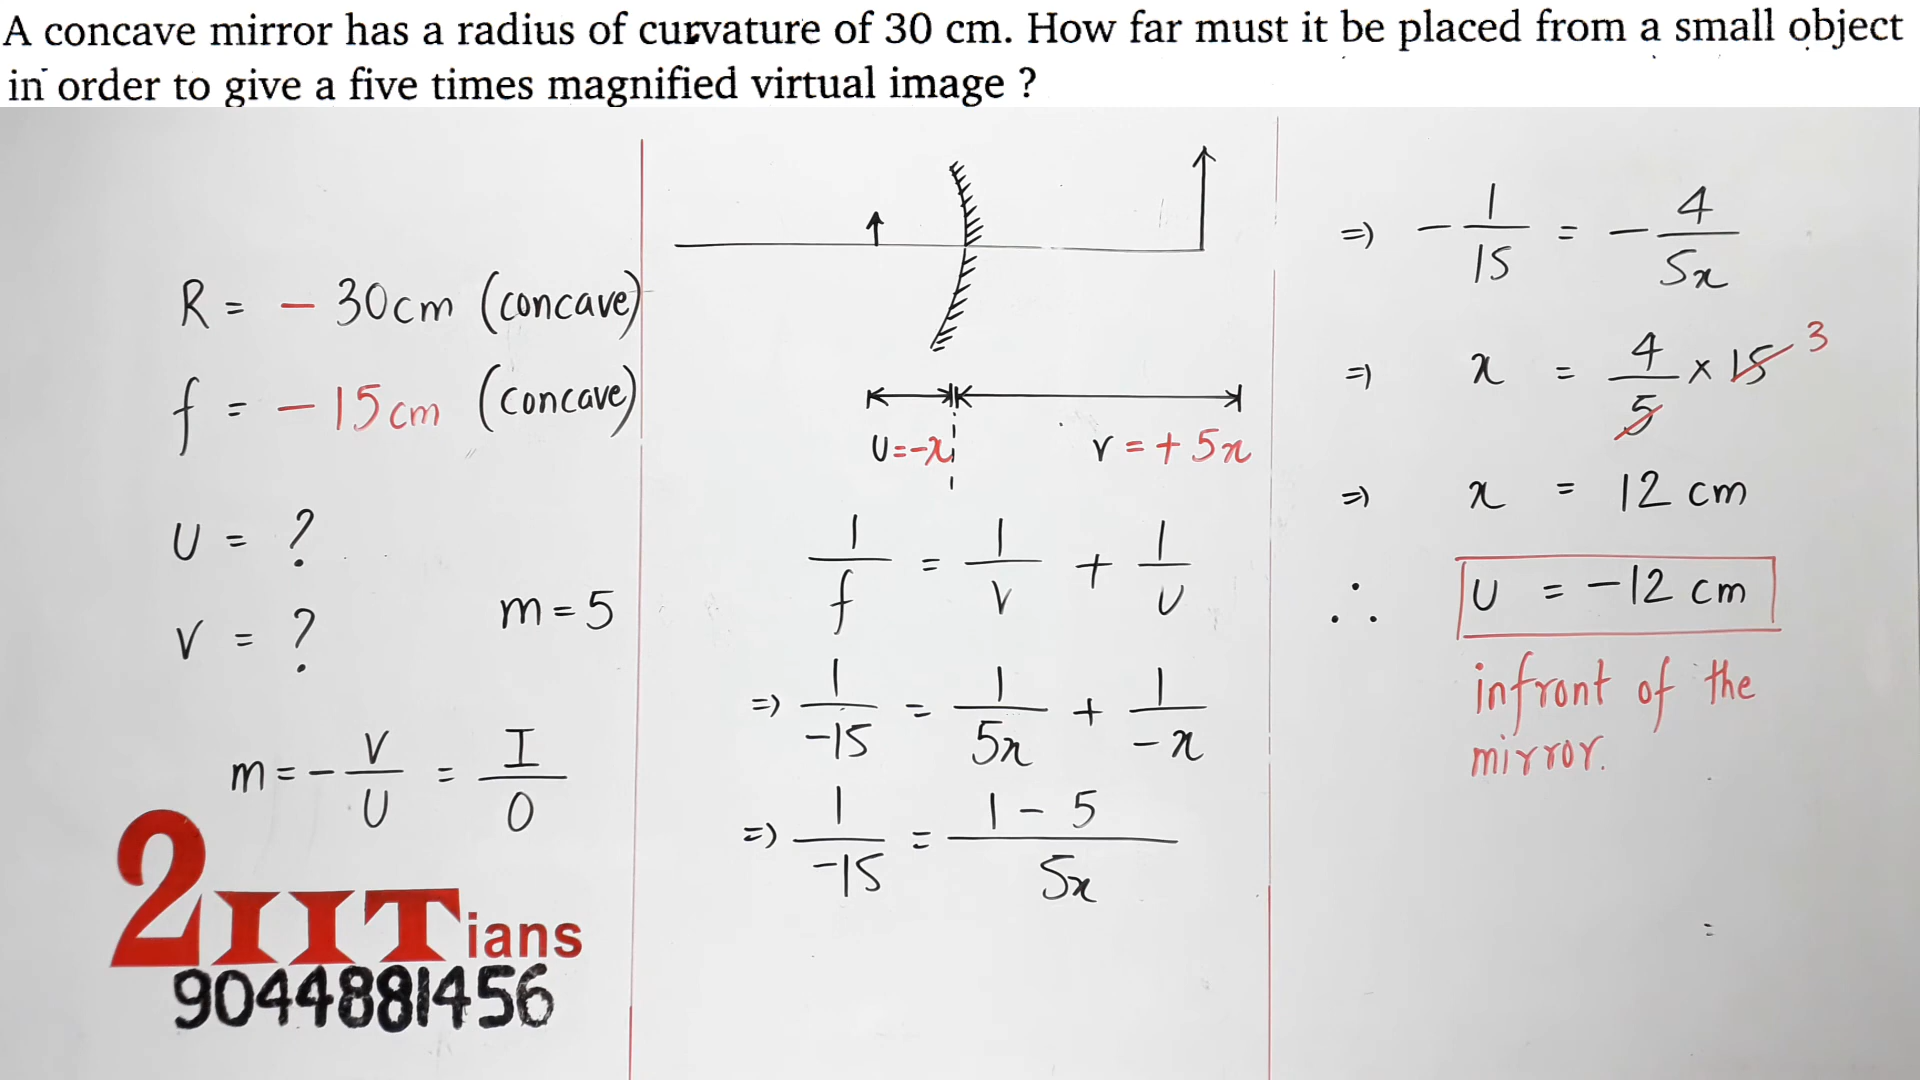 A concave mirror has a radius of curvature of 30 cm. How far must it be placed from a small object
in order to give a five times magnified virtual image ?
R = - 30cm (concave)
f = - 15cm (concave)
U = ?
V = ?
m = 5
m = - V/U = I/O
2IITians
9044881456
U=-x
v = + 5x
1/f = 1/v + 1/U
=) 1/-15 = 1/5x + 1/-x
=) 1/-15 = 1 - 5/5x
=) - 1/15 = - 4/5x
=) x = 4/5 × 15 3
=) x = 12 cm
∴ U = -12 cm
infront of the
mirror.